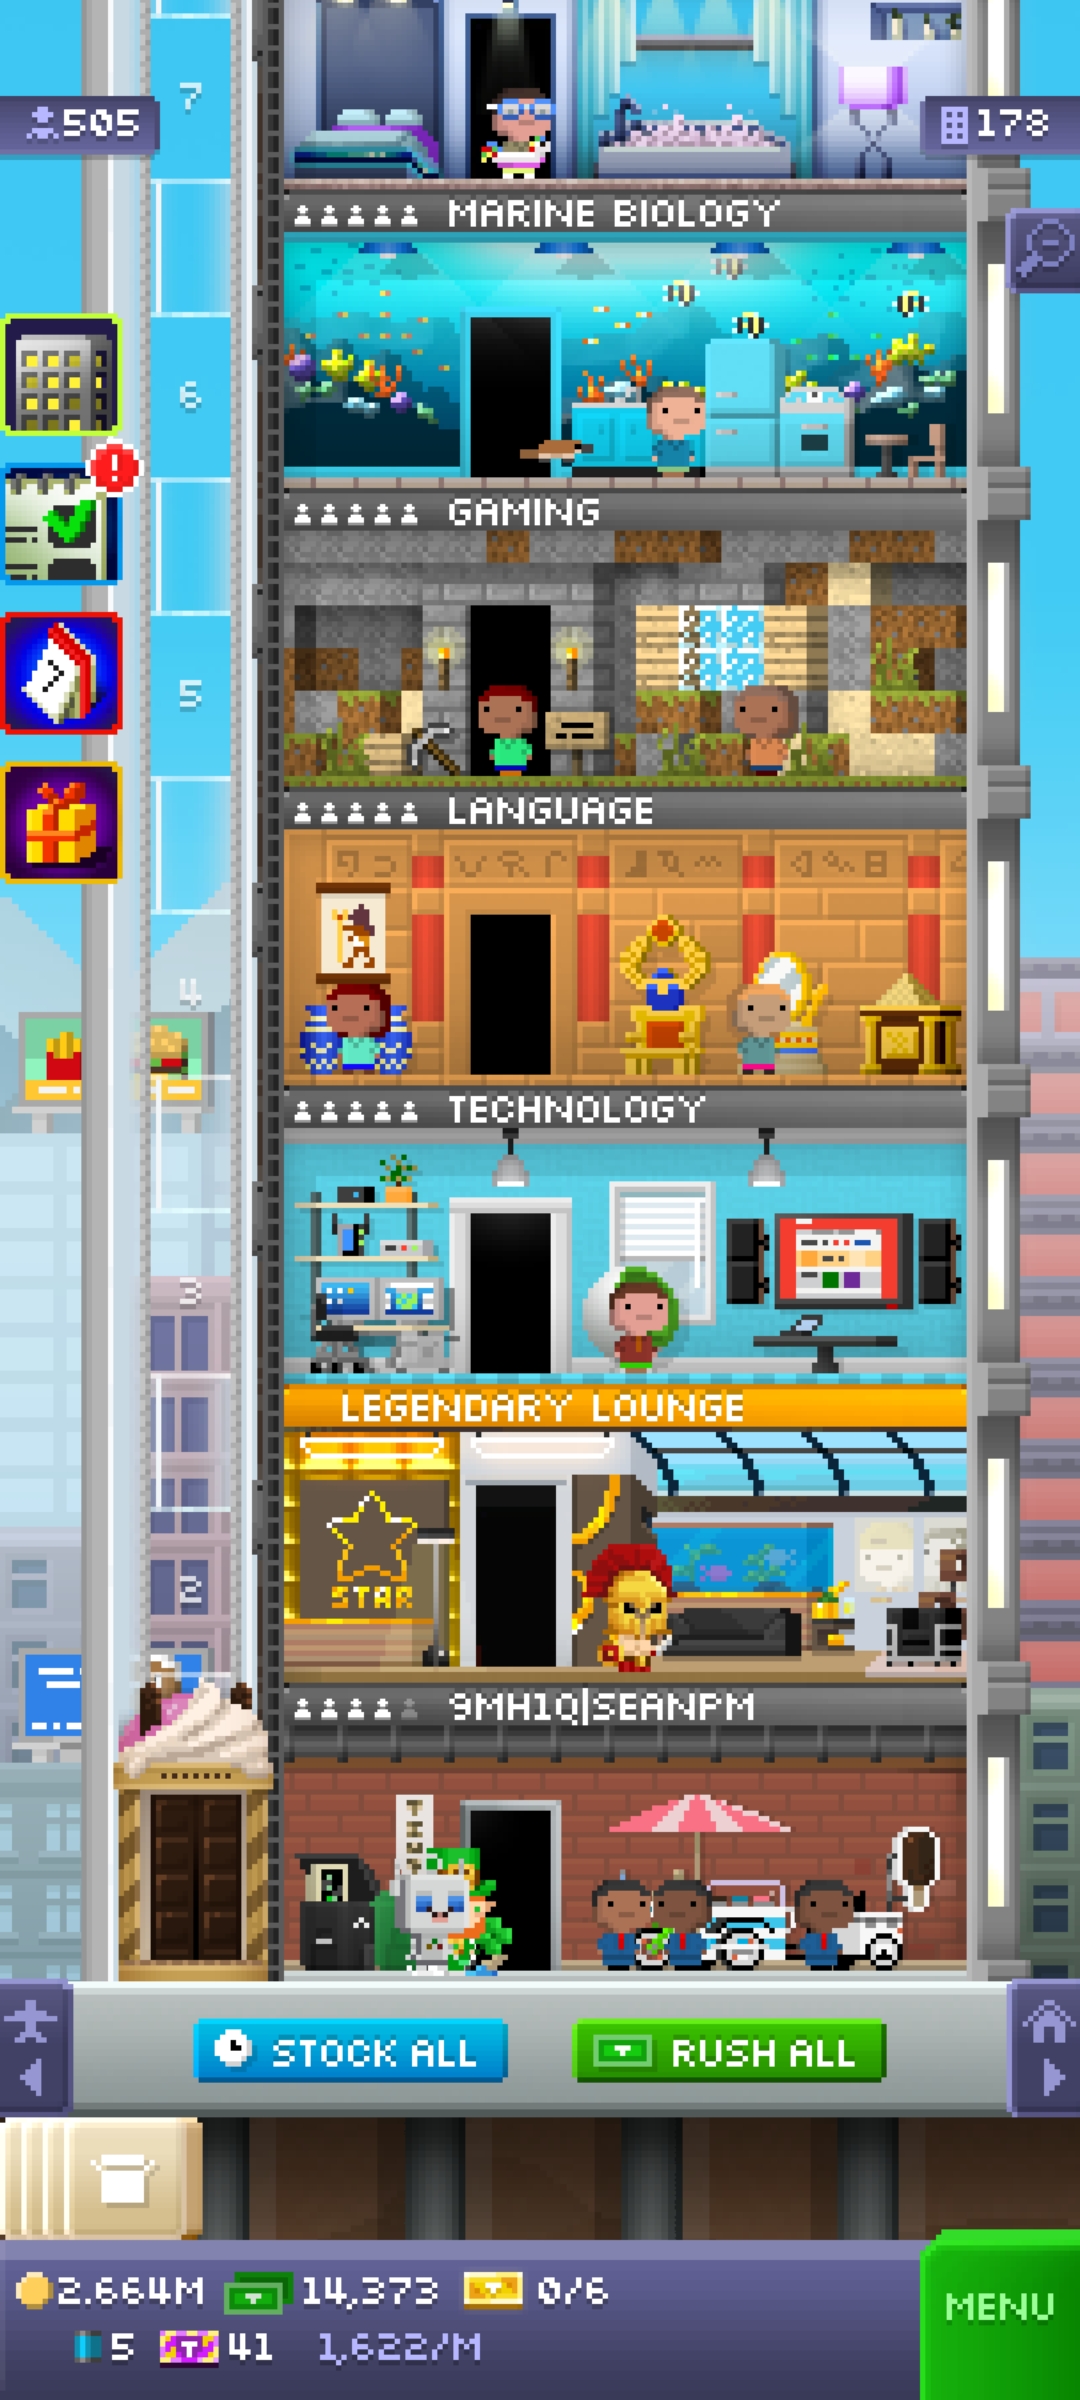 7
505
178
MARINE BIOLOGY
6
GAMING
5
LANGUAGE
4
TECHNOLOGY
3
LEGENDARY LOUNGE
STAR
2
9MH1Q|SEANPM
STOCK ALL
RUSH ALL
2.664M 14,373 0/6
MENU
5 41 1,622/M